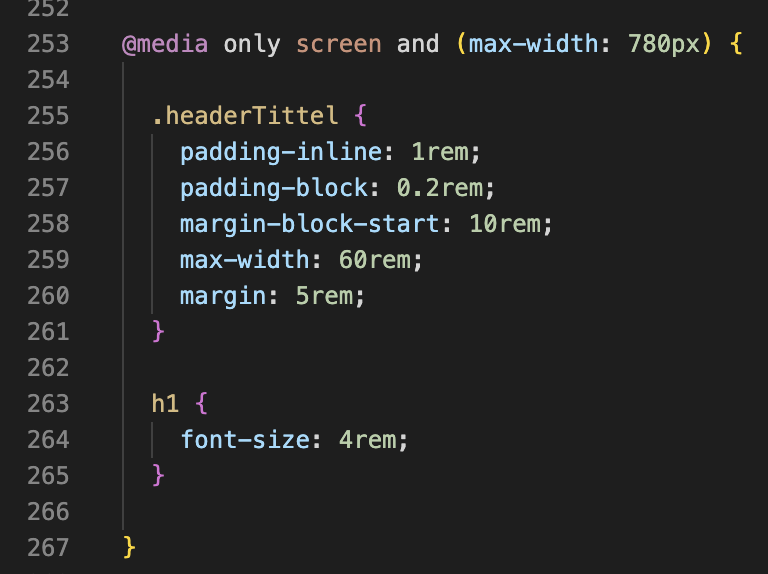 252
253 @media only screen and (max-width: 780px) {
254
255 .headerTittel {
256 padding-inline: 1rem;
257 padding-block: 0.2rem;
258 margin-block-start: 10rem;
259 max-width: 60rem;
260 margin: 5rem;
261 }
262
263 h1 {
264 font-size: 4rem;
265 }
266
267 }